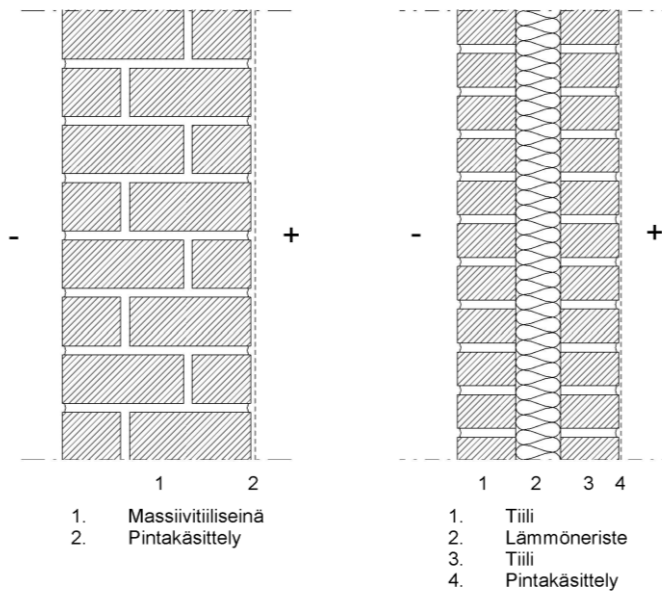 - +
1 2
1. Massiivitiiliseinä
2. Pintakäsittely
- +
1 2 3 4
1. Tiili
2. Lämmöneriste
3. Tiili
4. Pintakäsittely